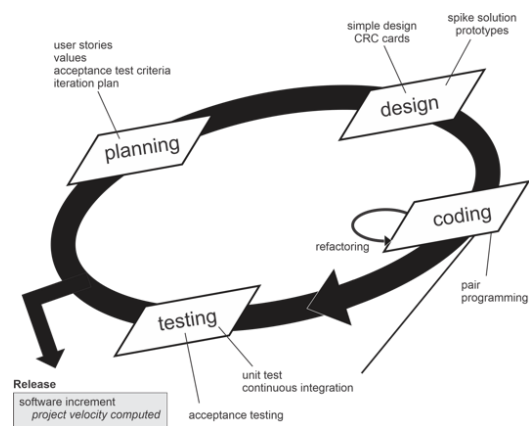 simple design
CRC cards
spike solution
prototypes
user stories
values
acceptance test criteria
iteration plan
planning
design
coding
refactoring
pair
programming
testing
unit test
continuous integration
acceptance testing
Release
software increment
project velocity computed